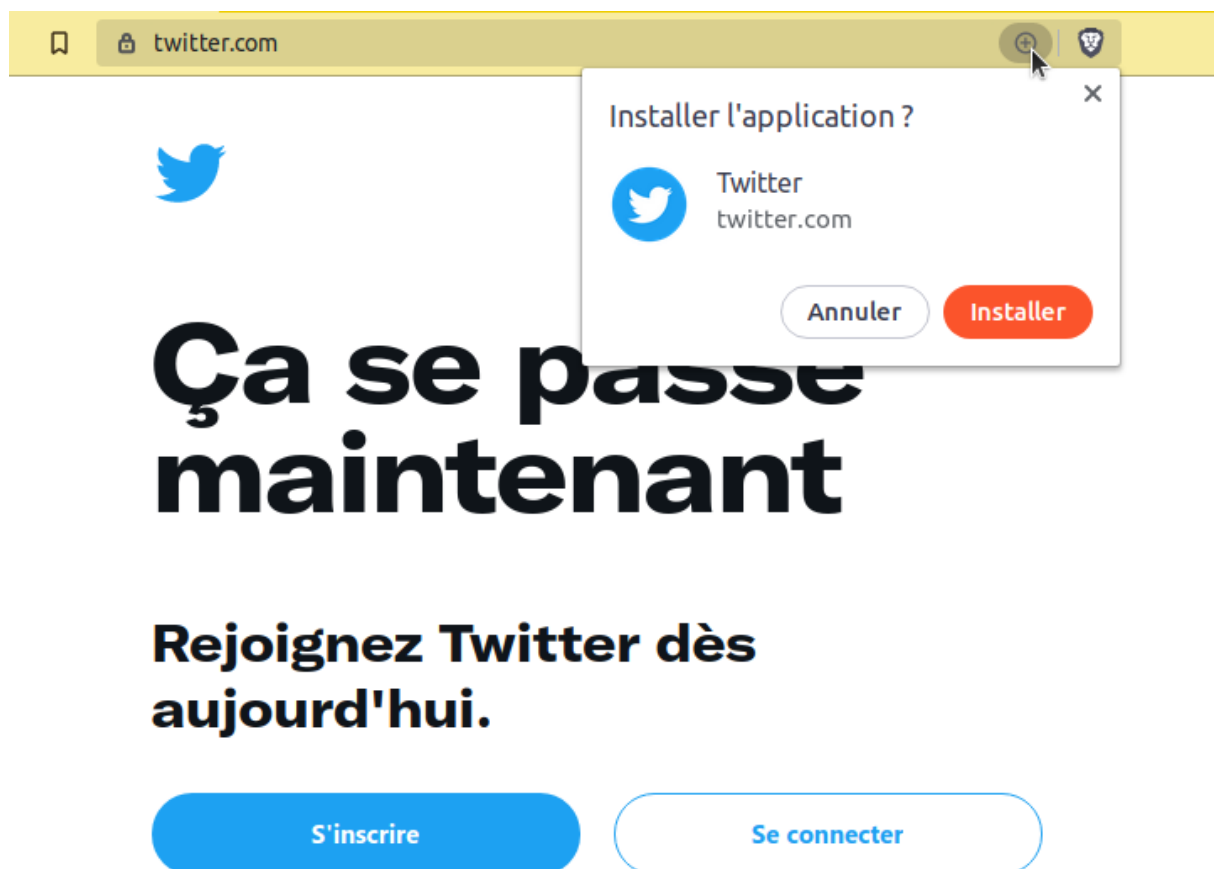 twitter.com
Installer l'application ?
Twitter
twitter.com
Annuler
Installer
Ça se passe
maintenant
Rejoignez Twitter dès
aujourd'hui.
S'inscrire
Se connecter